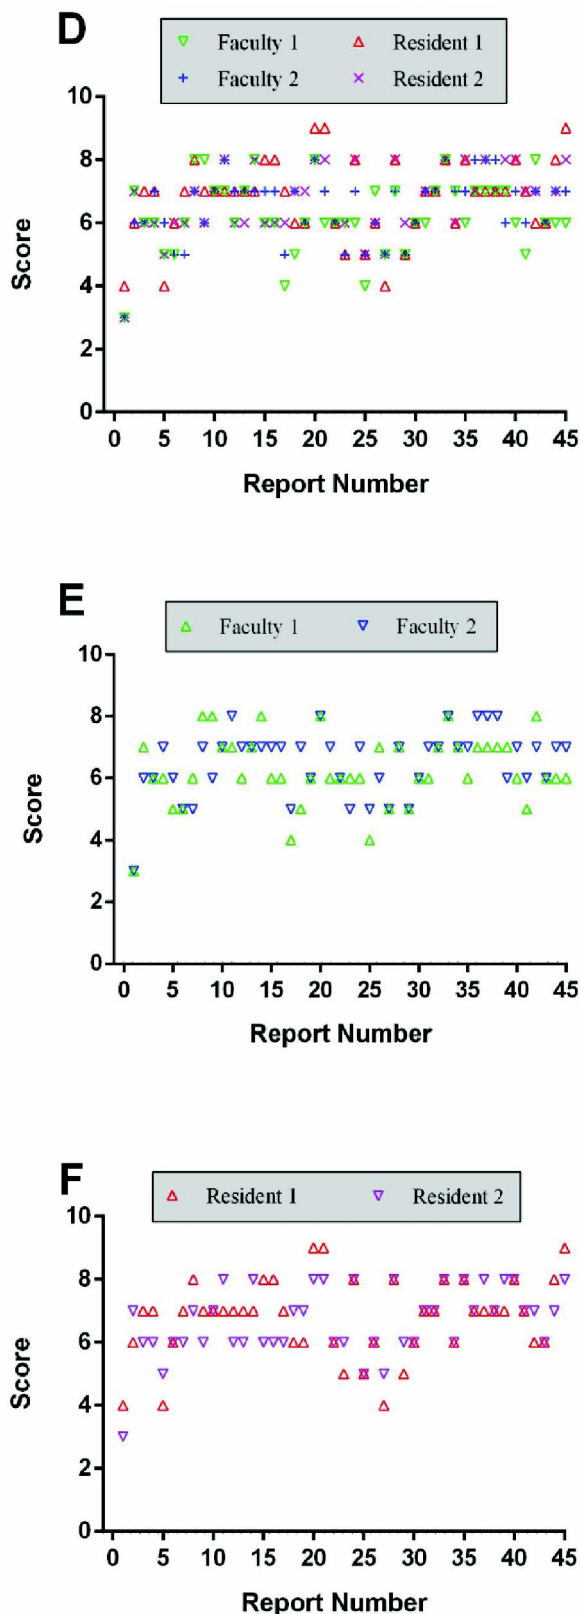 D
Faculty 1 Resident 1
Faculty 2 Resident 2
10
8
6
4
2
0
Score
0 5 10 15 20 25 30 35 40 45
Report Number
E
Faculty 1 Faculty 2
10
8
6
4
2
0
Score
0 5 10 15 20 25 30 35 40 45
Report Number
F
Resident 1 Resident 2
10
8
6
4
2
0
Score
0 5 10 15 20 25 30 35 40 45
Report Number